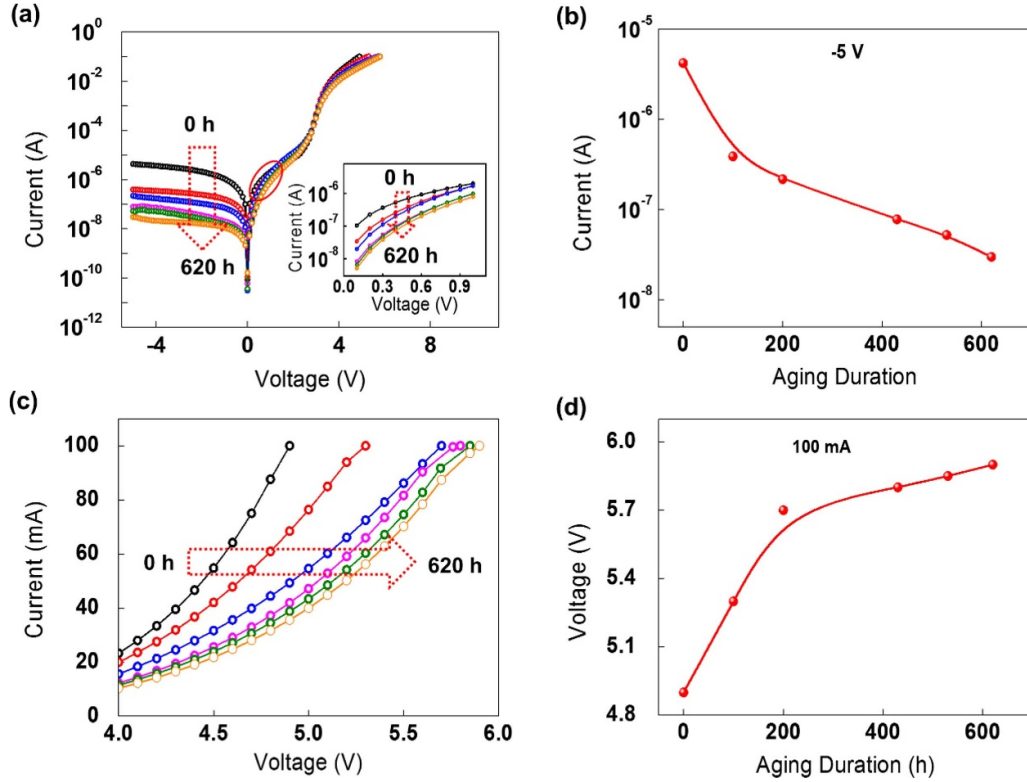 (a)
10^0
10^-2
10^-4
10^-6
10^-8
10^-10
10^-12
Current (A)
0 h
620 h
-4
0
4
8
Voltage (V)
10^-6
10^-7
10^-8
Current (A)
0 h
620 h
0.0
0.3
0.6
0.9
Voltage (V)
(b)
-5 V
10^-5
10^-6
10^-7
10^-8
Current (A)
0
200
400
600
Aging Duration
(c)
100
80
60
40
20
0
Current (mA)
0 h
620 h
4.0
4.5
5.0
5.5
6.0
Voltage (V)
(d)
100 mA
6.0
5.7
5.4
5.1
4.8
Voltage (V)
0
200
400
600
Aging Duration (h)